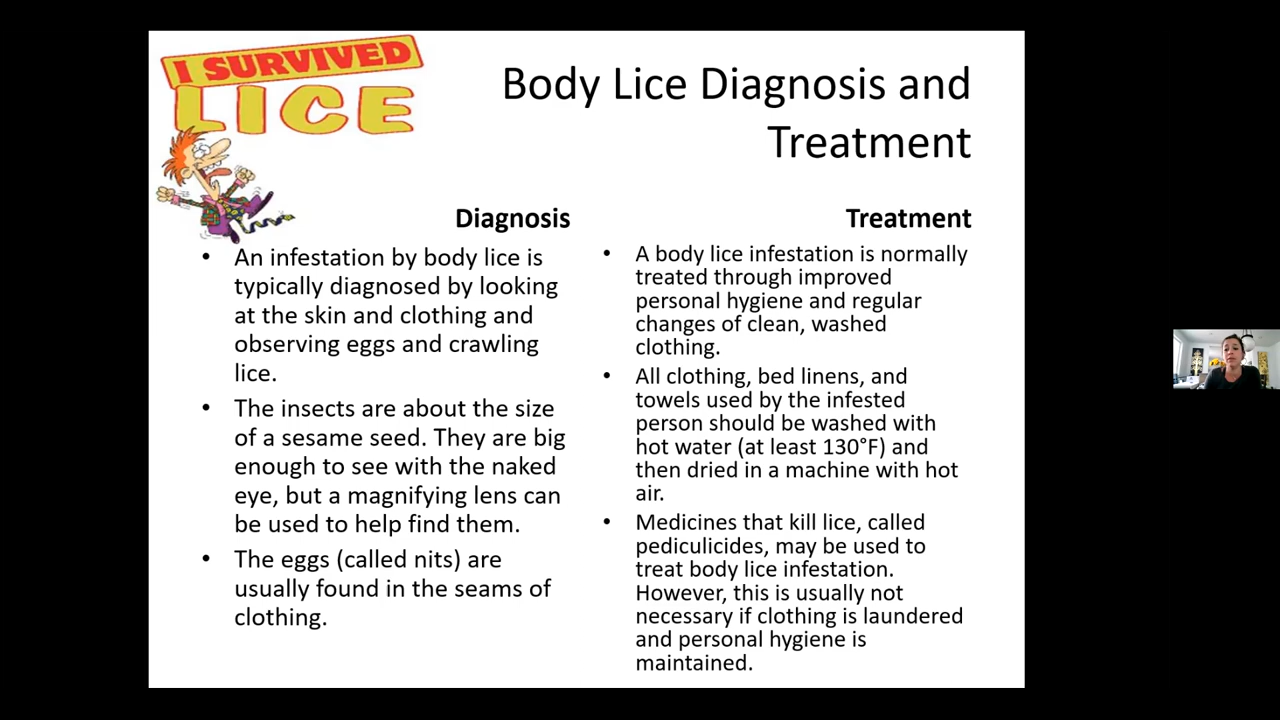 I SURVIVED
LICE
Body Lice Diagnosis and
Treatment
Diagnosis
• An infestation by body lice is
typically diagnosed by looking
at the skin and clothing and
observing eggs and crawling
lice.
• The insects are about the size
of a sesame seed. They are big
enough to see with the naked
eye, but a magnifying lens can
be used to help find them.
• The eggs (called nits) are
usually found in the seams of
clothing.
Treatment
• A body lice infestation is normally
treated through improved
personal hygiene and regular
changes of clean, washed
clothing.
• All clothing, bed linens, and
towels used by the infested
person should be washed with
hot water (at least 130°F) and
then dried in a machine with hot
air.
• Medicines that kill lice, called
pediculicides, may be used to
treat body lice infestation.
However, this is usually not
necessary if clothing is laundered
and personal hygiene is
maintained.